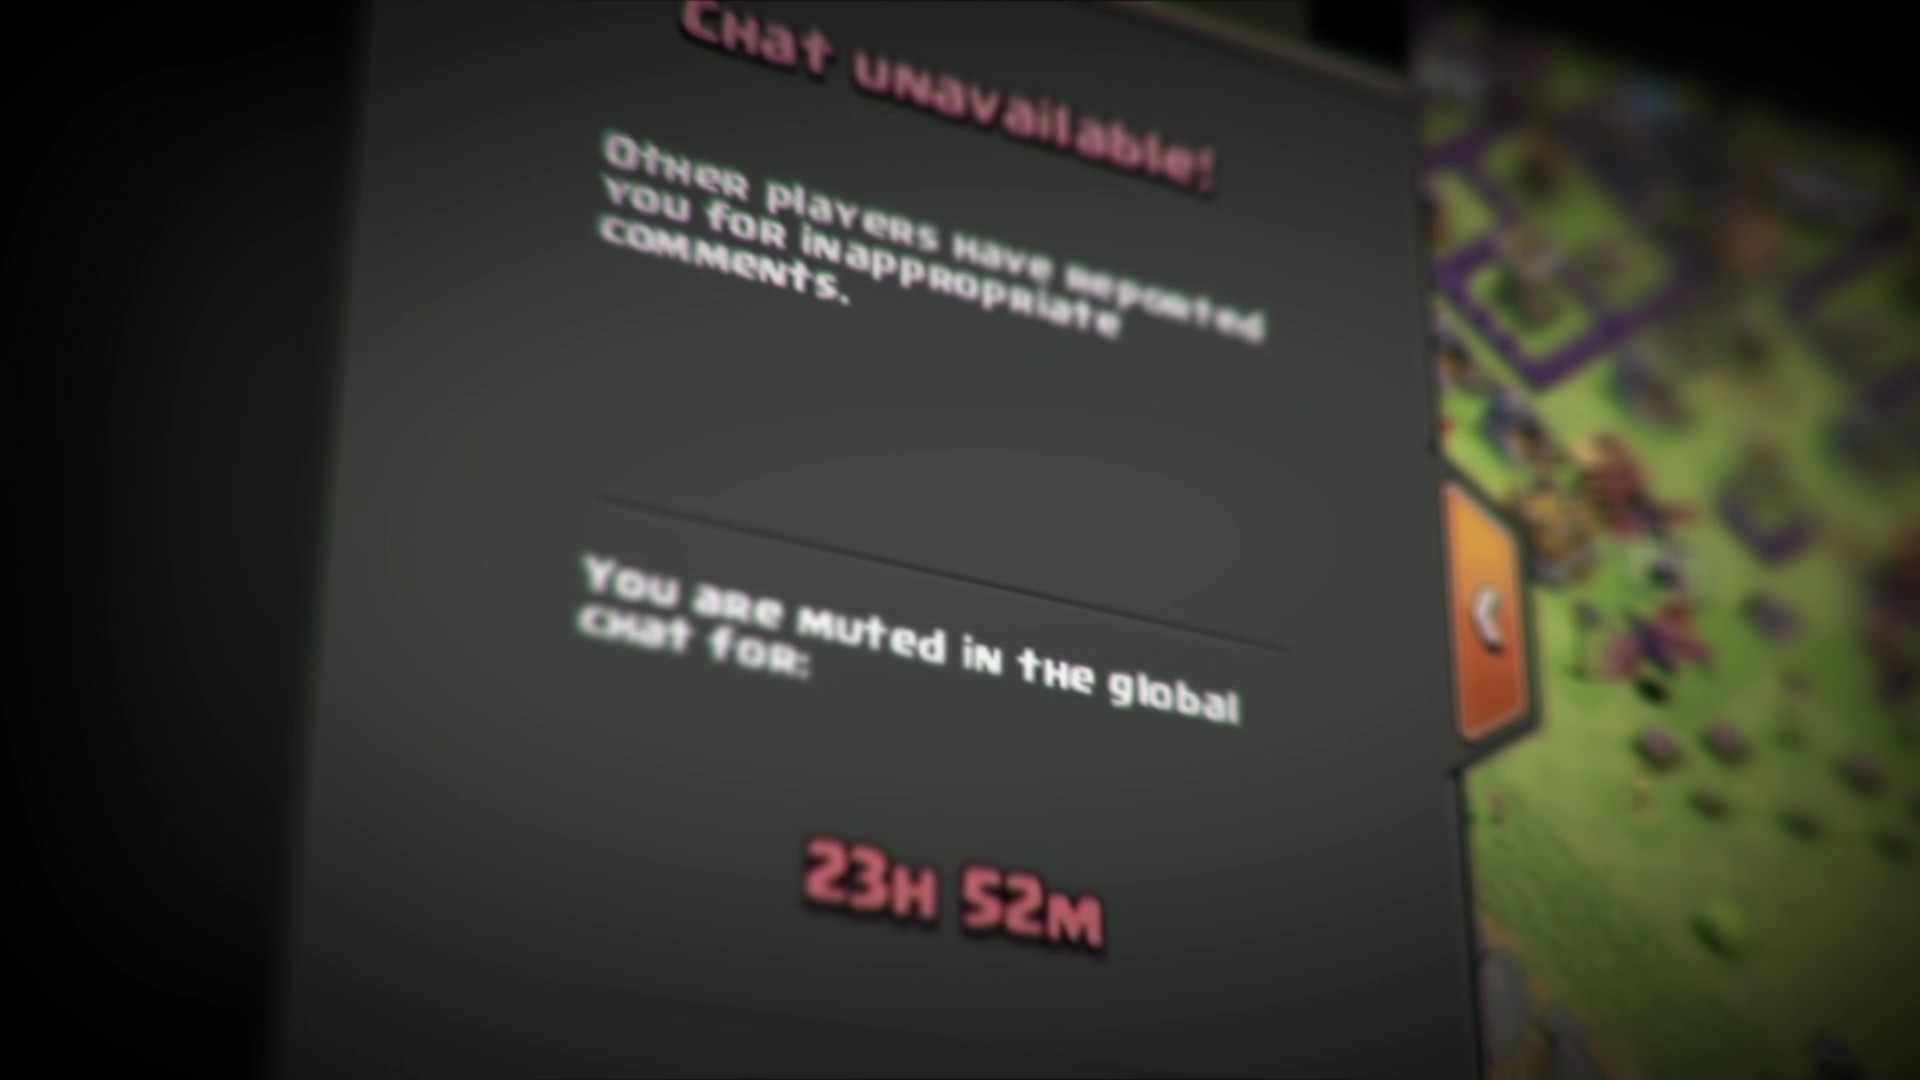 Chat unavailable!
Other players have reported
you for inappropriate
comments.
You are muted in the global
chat for:
23H 52M